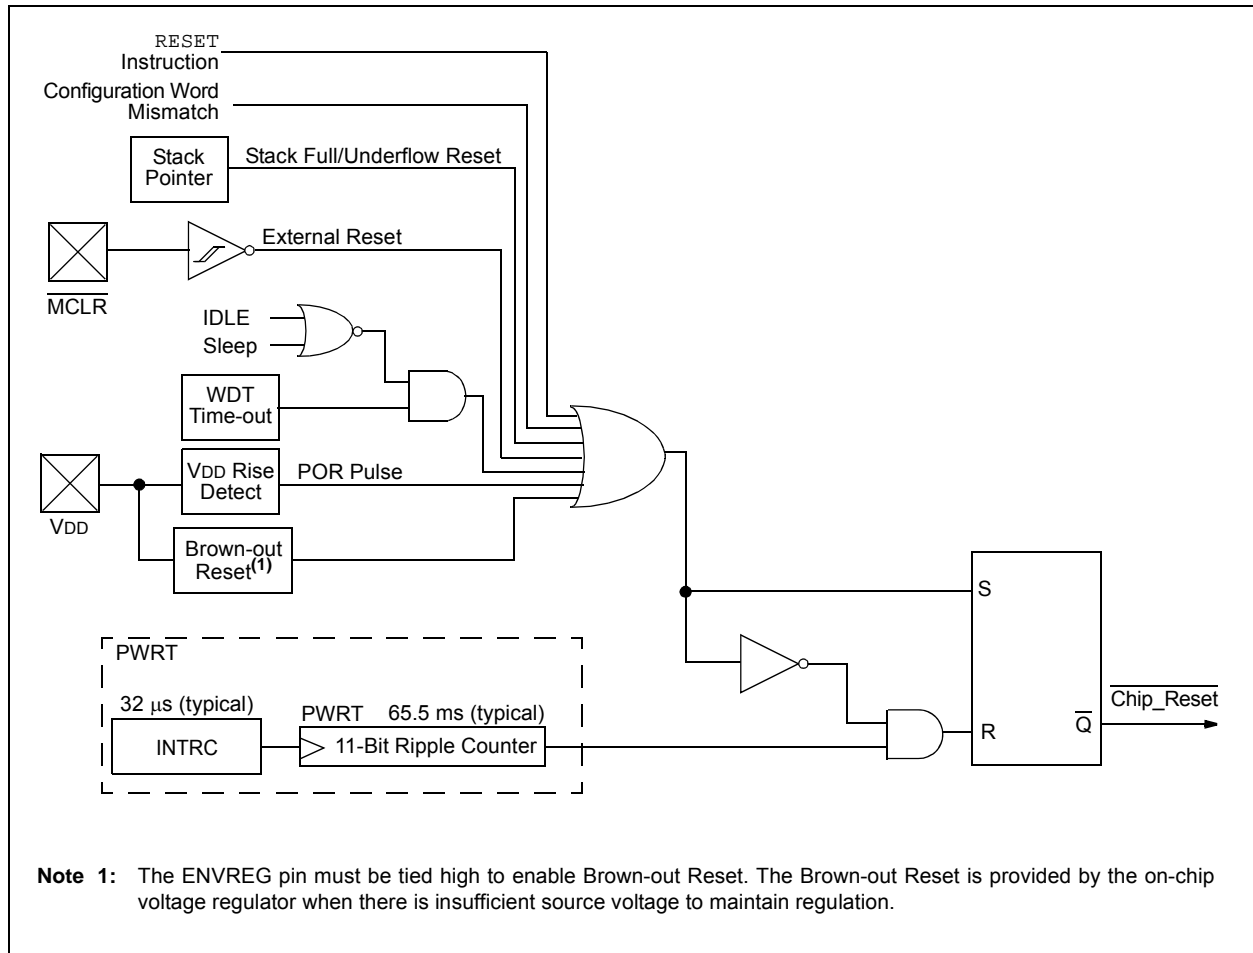 RESET
Instruction
Configuration Word
Mismatch
Stack
Pointer
Stack Full/Underflow Reset
External Reset
MCLR
IDLE
Sleep
WDT
Time-out
VDD Rise
Detect
POR Pulse
VDD
Brown-out
Reset(1)
S
PWRT
32 μs (typical)
PWRT 65.5 ms (typical)
INTRC
11-Bit Ripple Counter
R
Q
Chip_Reset
Note 1: The ENVREG pin must be tied high to enable Brown-out Reset. The Brown-out Reset is provided by the on-chip
voltage regulator when there is insufficient source voltage to maintain regulation.